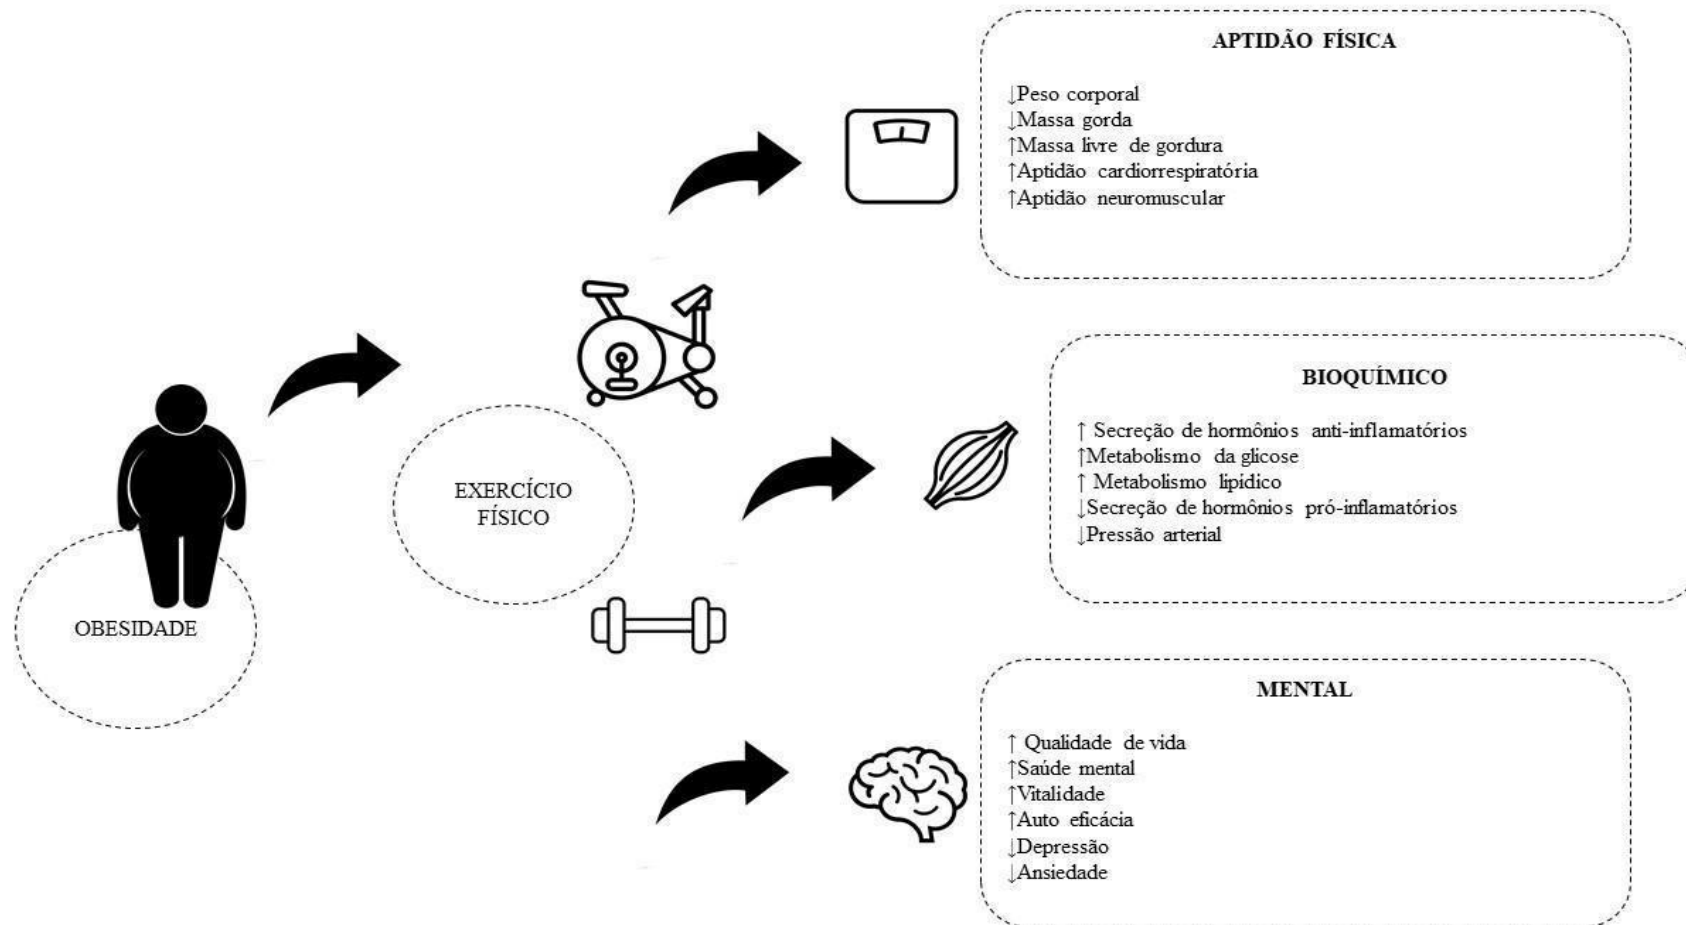 OBESIDADE
EXERCÍCIO
FÍSICO
APTIDÃO FÍSICA
↓Peso corporal
↓Massa gorda
↑Massa livre de gordura
↑Aptidão cardiorrespiratória
↑Aptidão neuromuscular
BIOQUÍMICO
↑ Secreção de hormônios anti-inflamatórios
↑Metabolismo da glicose
↑ Metabolismo lipídico
↓Secreção de hormônios pró-inflamatórios
↓Pressão arterial
MENTAL
↑ Qualidade de vida
↑Saúde mental
↑Vitalidade
↑Auto eficácia
↓Depressão
↓Ansiedade